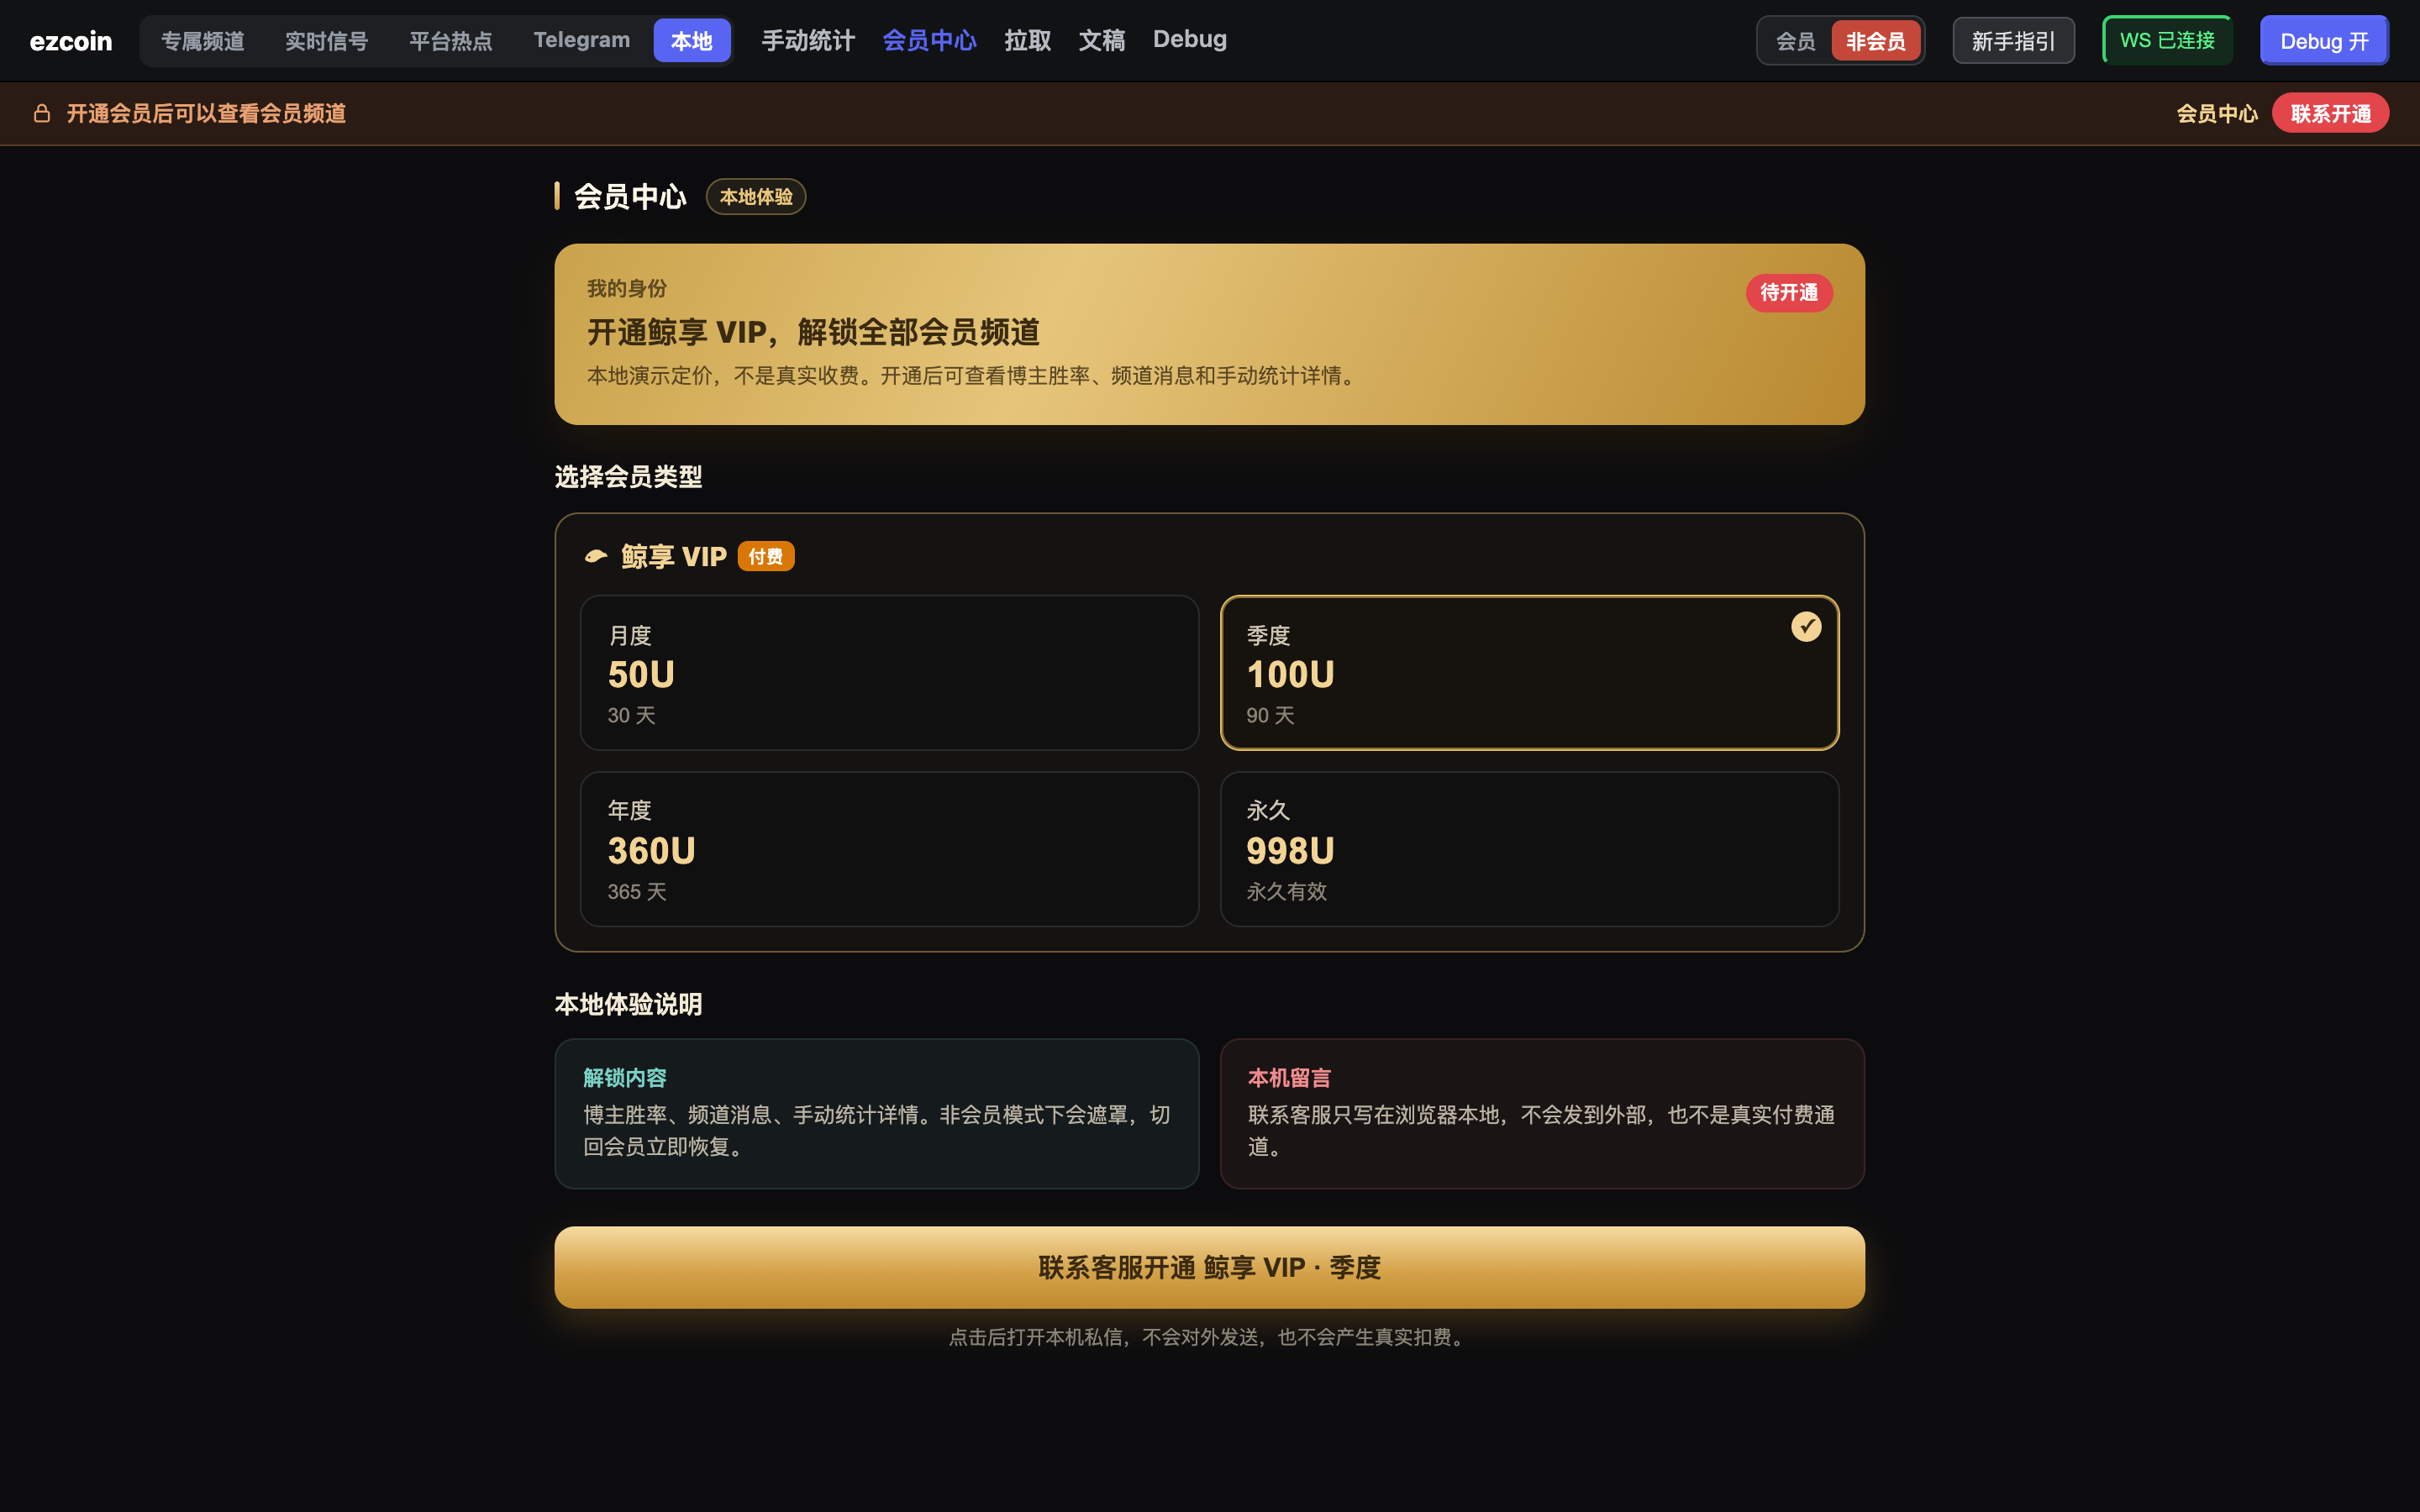 ezcoin 专属频道 实时信号 平台热点 Telegram 本地 手动统计 会员中心 拉取 文稿 Debug 会员 非会员 新手指引 WS 已连接 Debug 开
开通会员后可以查看会员频道 会员中心 联系开通
会员中心 本地体验
我的身份 待开通
开通鲸享 VIP，解锁全部会员频道
本地演示定价，不是真实收费。开通后可查看博主胜率、频道消息和手动统计详情。
选择会员类型
鲸享 VIP 付费
月度
50U
30 天
季度
100U
90 天
年度
360U
365 天
永久
998U
永久有效
本地体验说明
解锁内容
博主胜率、频道消息、手动统计详情。非会员模式下会遮罩，切
回会员立即恢复。
本机留言
联系客服只写在浏览器本地，不会发到外部，也不是真实付费通
道。
联系客服开通 鲸享 VIP · 季度
点击后打开本机私信，不会对外发送，也不会产生真实扣费。